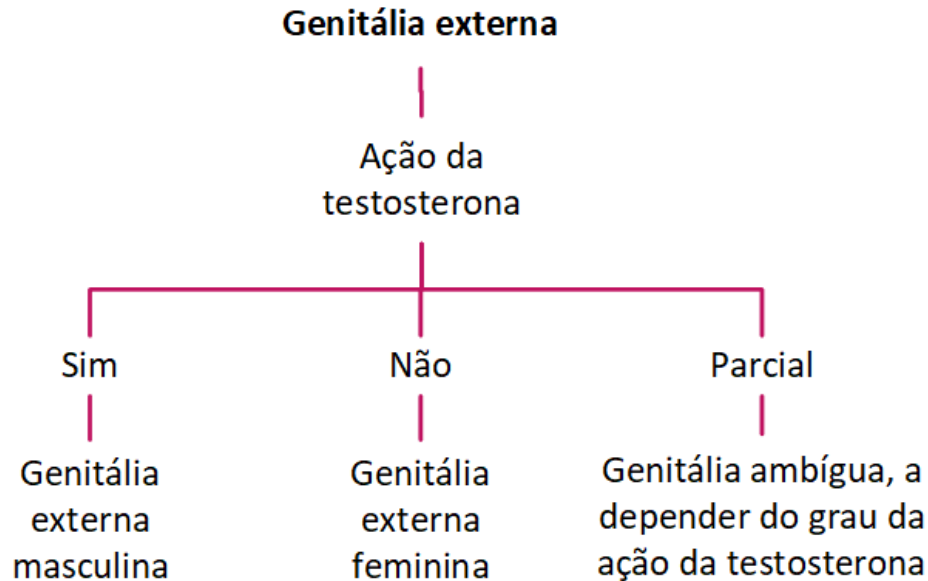 Genitália externa
Ação da
testosterona
Sim
Não
Parcial
Genitália
externa
masculina
Genitália
externa
feminina
Genitália ambígua, a
depender do grau da
ação da testosterona